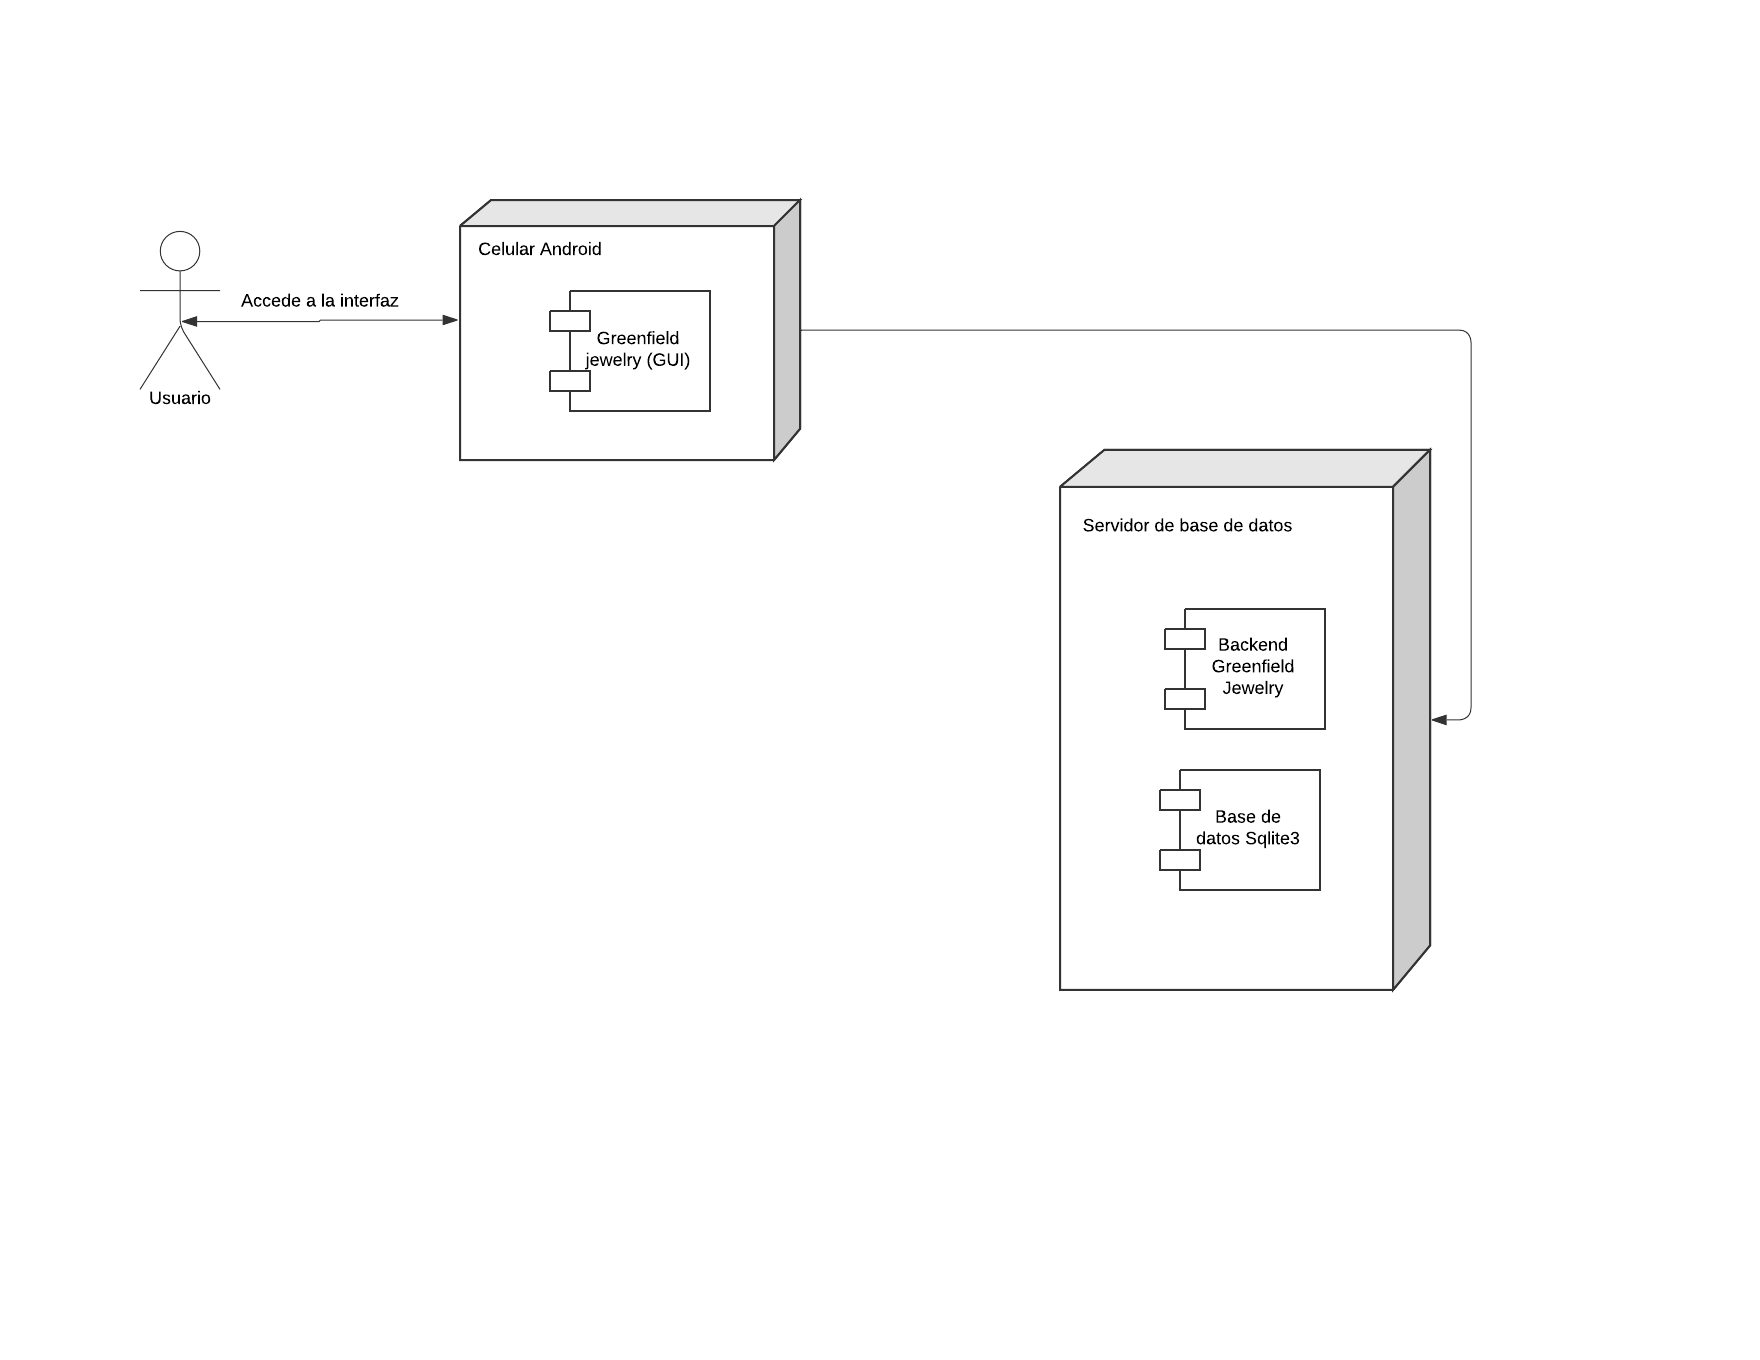 Celular Android
Accede a la interfaz
Greenfield
jewelry (GUI)
Usuario
Servidor de base de datos
Backend
Greenfield
Jewelry
Base de
datos Sqlite3